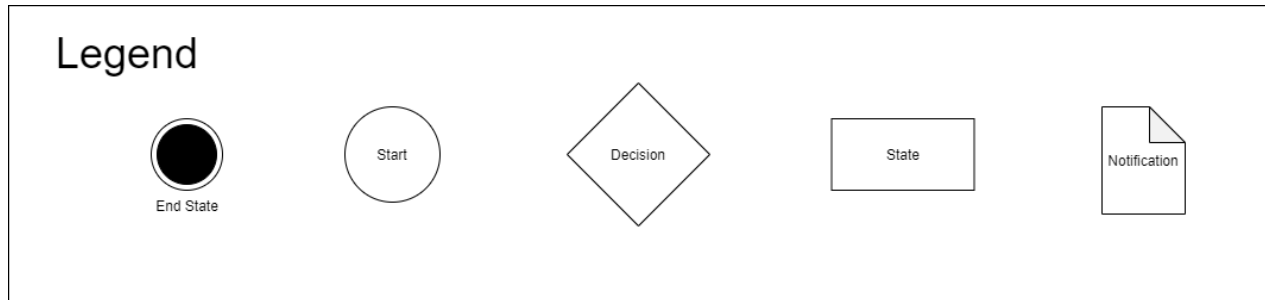 Legend
Start
Decision
State
Notification
End State